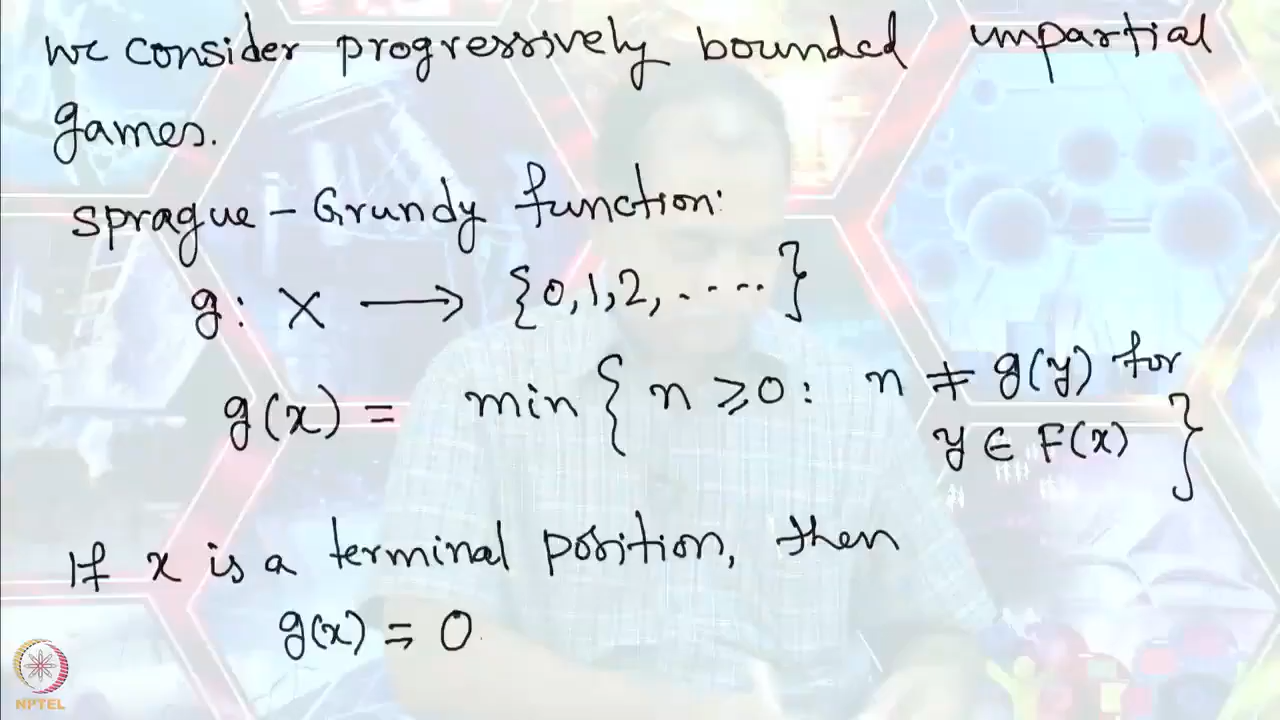 we consider progressively bounded impartial
games.
Sprague - Grundy function:
g: X ⟶ {0,1,2, .....}
g(x) = min { n ≥ 0: n ≠ g(y) for
y ∈ F(x) }
If x is a terminal position, then
g(x) = 0.
NPTEL